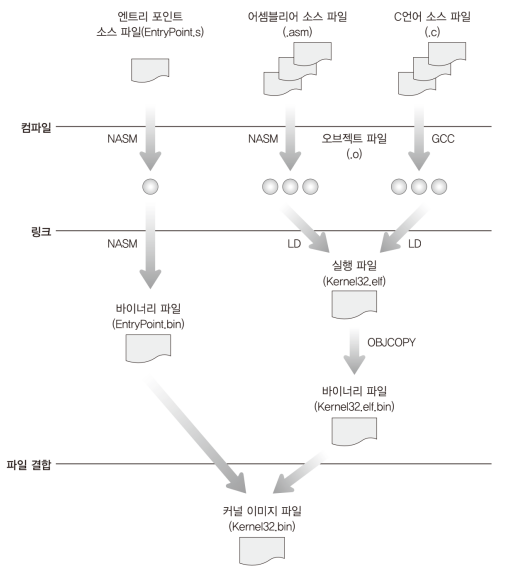 엔트리 포인트
소스 파일(EntryPoint.s)
어셈블리어 소스 파일
(.asm)
C언어 소스 파일
(.c)
컴파일
NASM
NASM
오브젝트 파일
(.o)
GCC
링크
NASM
LD
LD
실행 파일
(Kernel32.elf)
바이너리 파일
(EntryPoint.bin)
OBJCOPY
바이너리 파일
(Kernel32.elf.bin)
파일 결합
커널 이미지 파일
(Kernel32.bin)